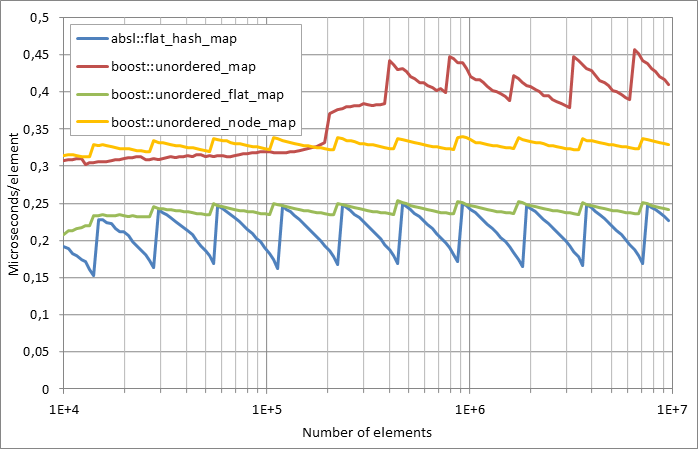 0,5
0,45
0,4
0,35
0,3
0,25
0,2
0,15
0,1
0,05
0
Microseconds/element
absl::flat_hash_map
boost::unordered_map
boost::unordered_flat_map
boost::unordered_node_map
1E+4 1E+5 1E+6 1E+7
Number of elements